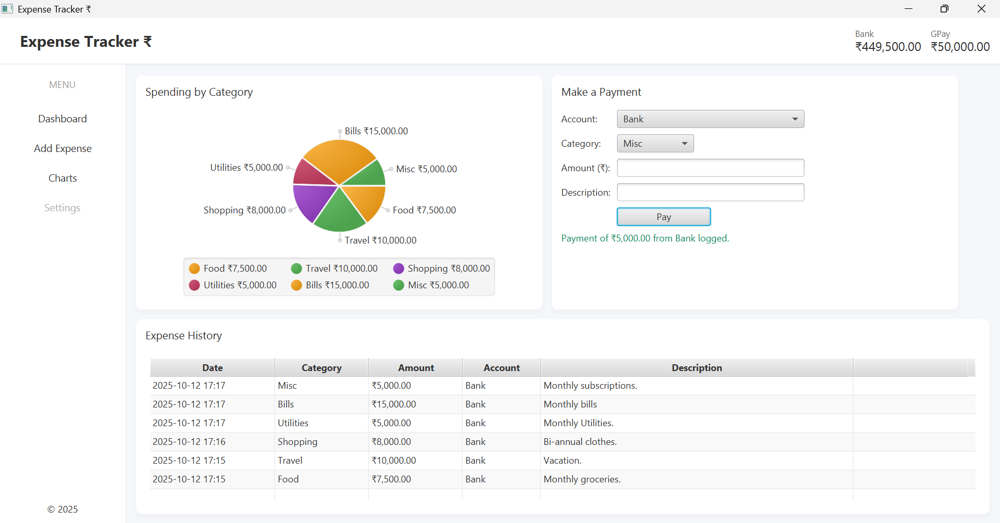 Expense Tracker ₹
Expense Tracker ₹
Bank
₹449,500.00
GPay
₹50,000.00
MENU
Dashboard
Add Expense
Charts
Settings
© 2025
Spending by Category
Bills ₹15,000.00
Utilities ₹5,000.00
Misc ₹5,000.00
Shopping ₹8,000.00
Food ₹7,500.00
Travel ₹10,000.00
Food ₹7,500.00 Travel ₹10,000.00 Shopping ₹8,000.00
Utilities ₹5,000.00 Bills ₹15,000.00 Misc ₹5,000.00
Make a Payment
Account: Bank
Category: Misc
Amount (₹):
Description:
Pay
Payment of ₹5,000.00 from Bank logged.
Expense History
Date Category Amount Account Description
2025-10-12 17:17 Misc ₹5,000.00 Bank Monthly subscriptions.
2025-10-12 17:17 Bills ₹15,000.00 Bank Monthly bills
2025-10-12 17:17 Utilities ₹5,000.00 Bank Monthly Utilities.
2025-10-12 17:16 Shopping ₹8,000.00 Bank Bi-annual clothes.
2025-10-12 17:15 Travel ₹10,000.00 Bank Vacation.
2025-10-12 17:15 Food ₹7,500.00 Bank Monthly groceries.